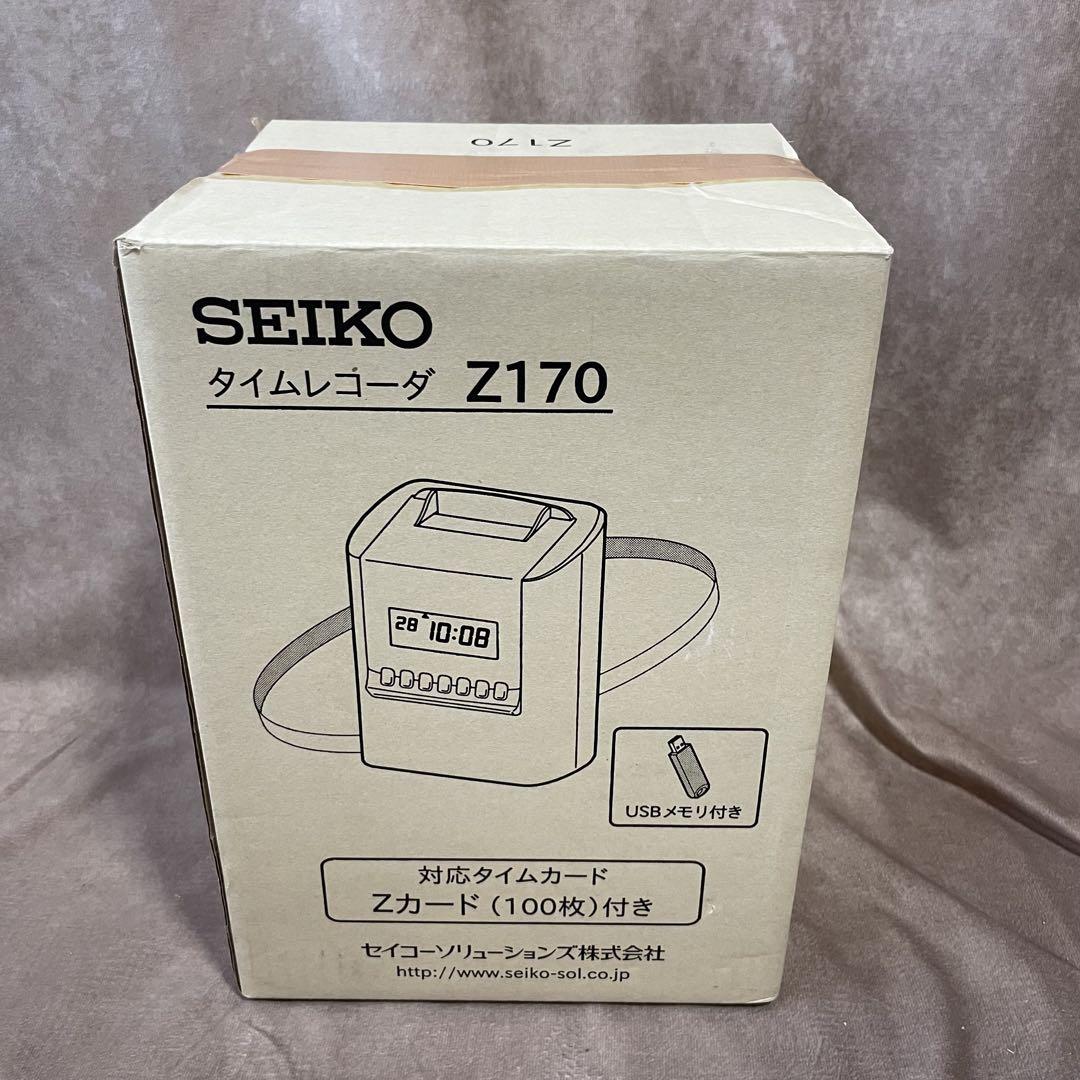 Z170
SEIKO
タイムレコーダ Z170
28 10:08
USBメモリ付き
対応タイムカード
Zカード(100枚)付き
セイコーソリューションズ株式会社
http://www.seiko-sol.co.jp